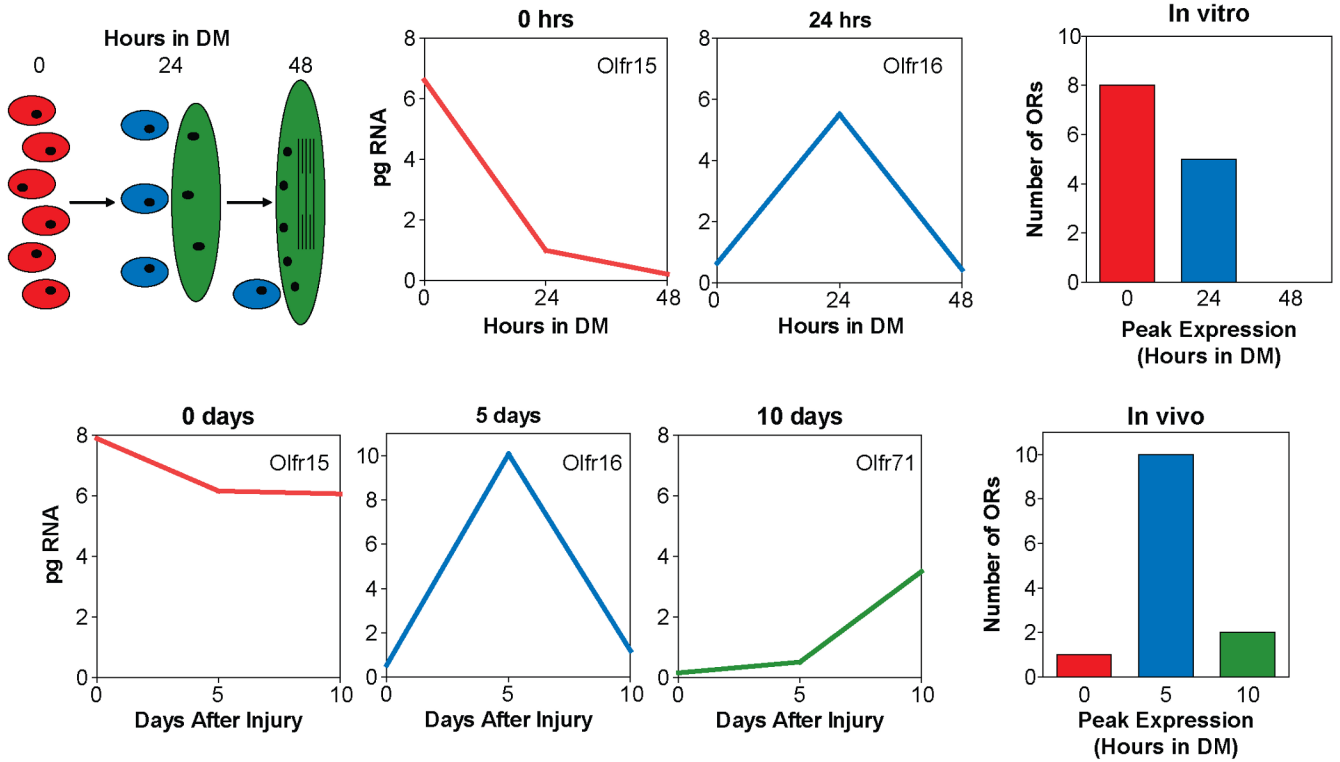 Hours in DM
0 24 48
0 hrs
Olfr15
8
6
4
2
0
pg RNA
0 24 48
Hours in DM
24 hrs
Olfr16
8
6
4
2
0
0 24 48
Hours in DM
In vitro
10
8
6
4
2
0
Number of ORs
0 24 48
Peak Expression
(Hours in DM)
0 days
Olfr15
8
6
4
2
0
pg RNA
0 5 10
Days After Injury
5 days
Olfr16
10
8
6
4
2
0
0 5 10
Days After Injury
10 days
Olfr71
8
6
4
2
0
0 5 10
Days After Injury
In vivo
10
8
6
4
2
0
Number of ORs
0 5 10
Peak Expression
(Hours in DM)